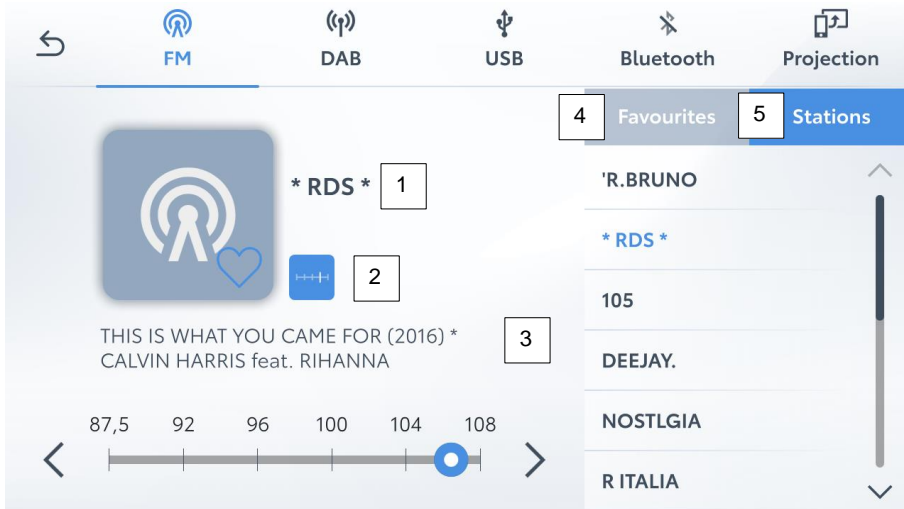 FM
DAB
USB
Bluetooth
Projection
4
Favourites
5
Stations
* RDS *
1
2
THIS IS WHAT YOU CAME FOR (2016) *
CALVIN HARRIS feat. RIHANNA
3
87,5 92 96 100 104 108
'R.BRUNO
* RDS *
105
DEEJAY.
NOSTLGIA
R ITALIA